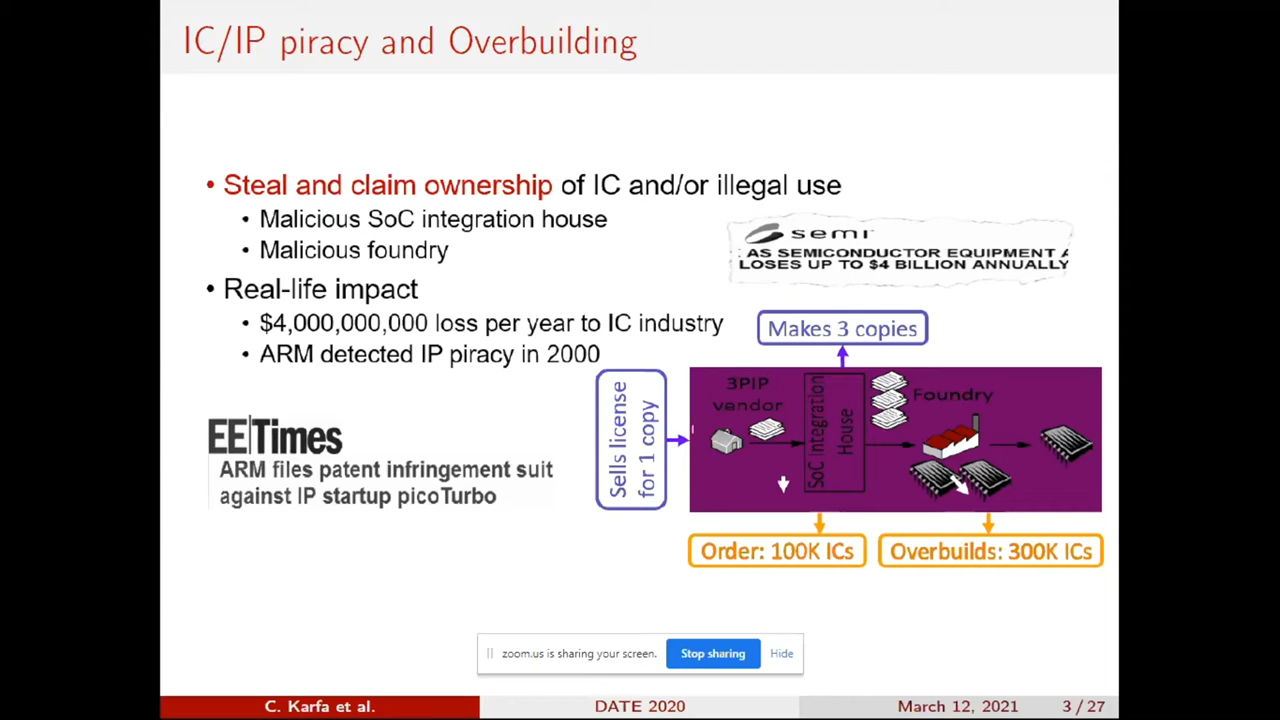 IC/IP piracy and Overbuilding
• Steal and claim ownership of IC and/or illegal use
• Malicious SoC integration house
• Malicious foundry
semi
AS SEMICONDUCTOR EQUIPMENT A
LOSES UP TO $4 BILLION ANNUALLY
• Real-life impact
• $4,000,000,000 loss per year to IC industry
• ARM detected IP piracy in 2000
Makes 3 copies
Sells license
for 1 copy
3PIP
vendor
SoC Integration
House
Foundry
EE Times
ARM files patent infringement suit
against IP startup picoTurbo
Order: 100K ICs
Overbuilds: 300K ICs
zoom.us is sharing your screen.
Stop sharing
Hide
C. Karfa et al.
DATE 2020
March 12, 2021
3 / 27